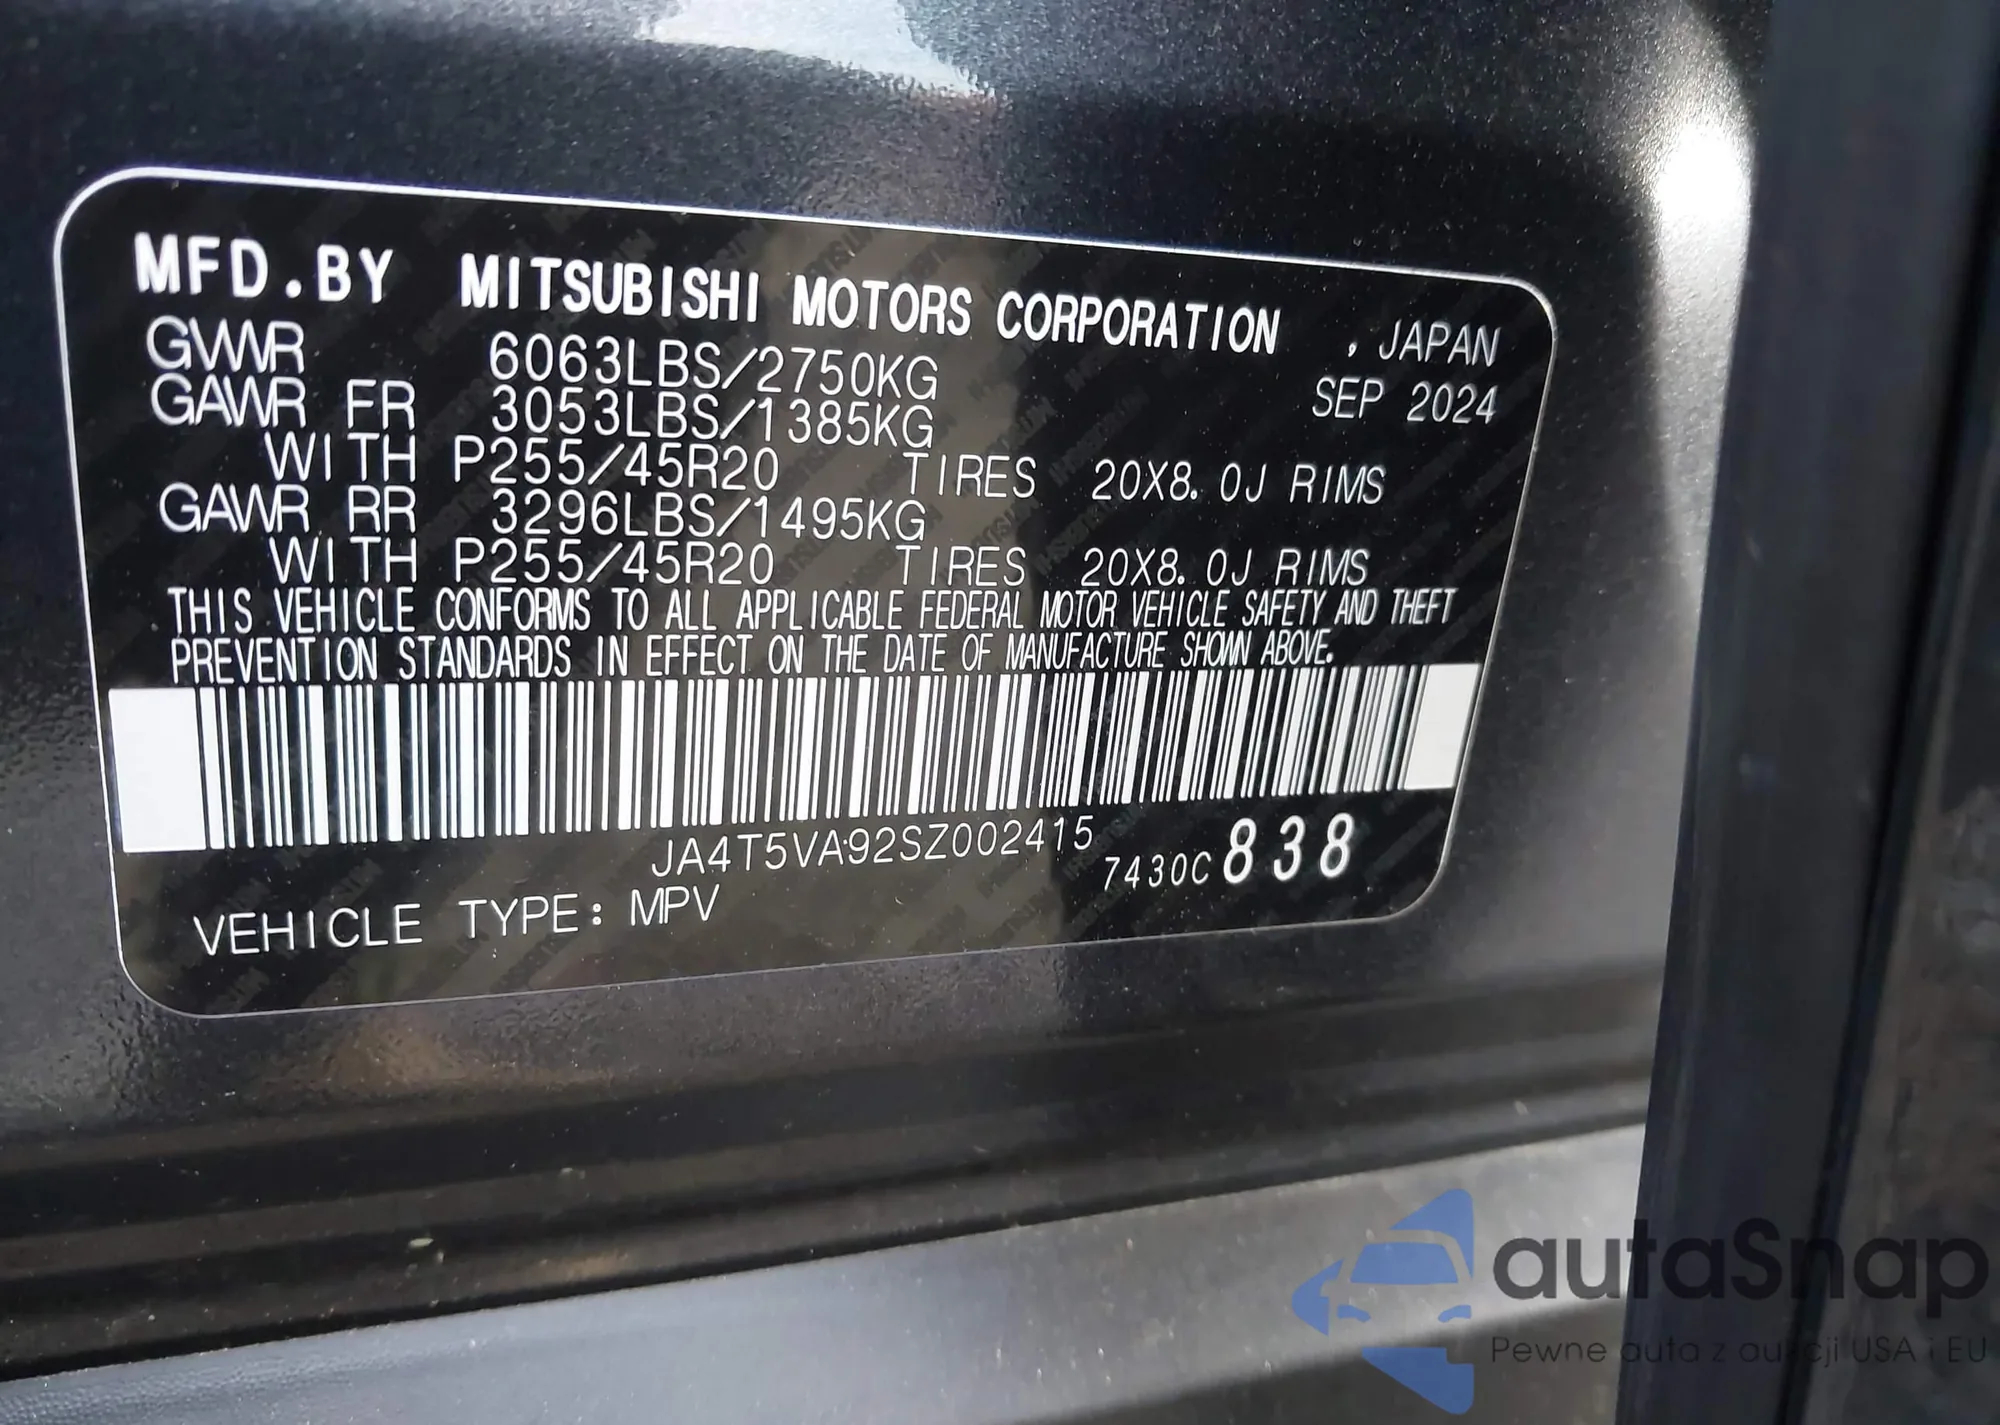 MFD.BY MITSUBISHI MOTORS CORPORATION , JAPAN
GVWR 6063LBS/2750KG SEP 2024
GAWR FR 3053LBS/1385KG
WITH P255/45R20 TIRES 20X8.0J RIMS
GAWR RR 3296LBS/1495KG
WITH P255/45R20 TIRES 20X8.0J RIMS
THIS VEHICLE CONFORMS TO ALL APPLICABLE FEDERAL MOTOR VEHICLE SAFETY AND THEFT
PREVENTION STANDARDS IN EFFECT ON THE DATE OF MANUFACTURE SHOWN ABOVE.
JA4T5VA92SZ002415
7430C 838
VEHICLE TYPE: MPV
autaSnap
Pewne auta z aukcji USA i EU